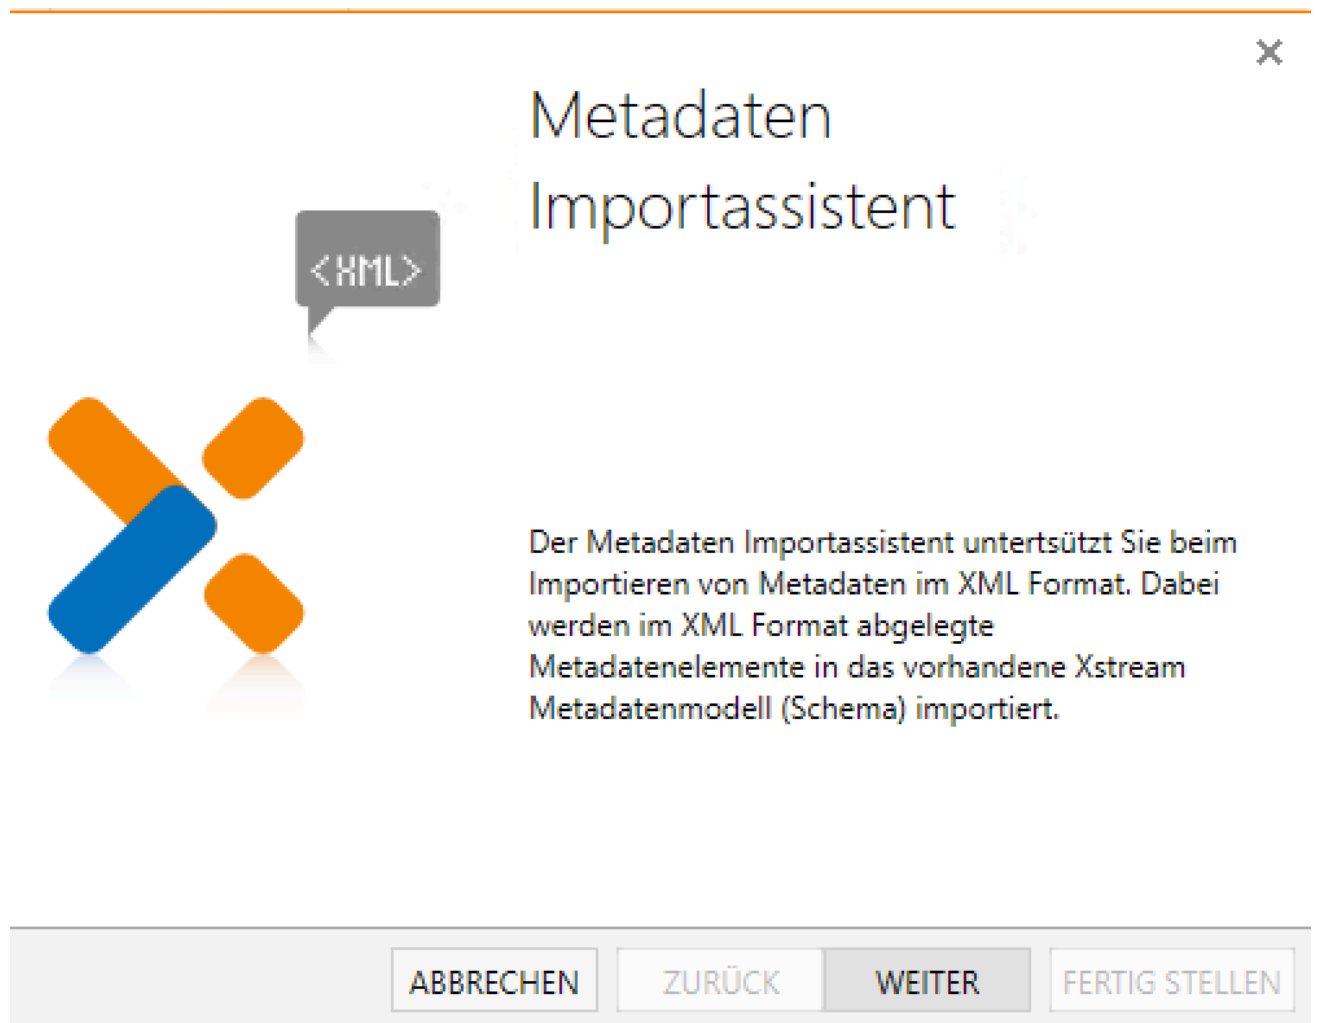 Metadaten
Importassistent
<XML>
Der Metadaten Importassistent untertsützt Sie beim
Importieren von Metadaten im XML Format. Dabei
werden im XML Format abgelegte
Metadatenelemente in das vorhandene Xstream
Metadatenmodell (Schema) importiert.
ABBRECHEN
ZURÜCK
WEITER
FERTIG STELLEN